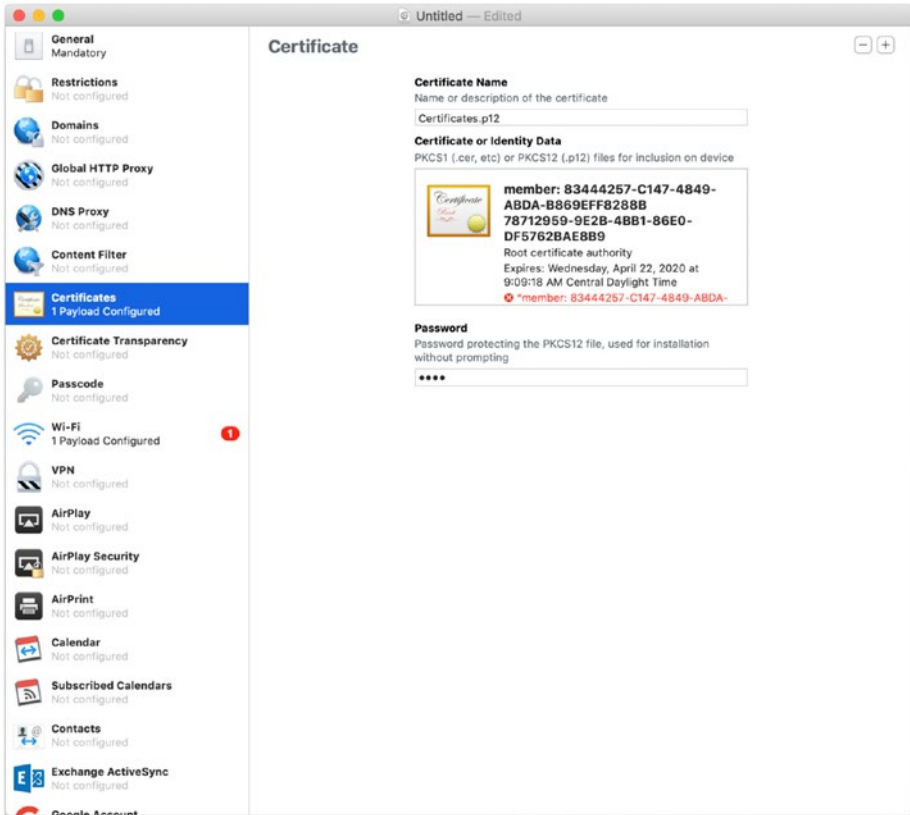 Untitled — Edited
General
Mandatory
Restrictions
Not configured
Domains
Not configured
Global HTTP Proxy
Not configured
DNS Proxy
Not configured
Content Filter
Not configured
Certificates
1 Payload Configured
Certificate Transparency
Not configured
Passcode
Not configured
Wi-Fi
1 Payload Configured
1
VPN
Not configured
AirPlay
Not configured
AirPlay Security
Not configured
AirPrint
Not configured
Calendar
Not configured
Subscribed Calendars
Not configured
Contacts
Not configured
Exchange ActiveSync
Not configured
Google Account
Certificate
Certificate Name
Name or description of the certificate
Certificates.p12
Certificate or Identity Data
PKCS1 (.cer, etc) or PKCS12 (.p12) files for inclusion on device
Certificate
Root
member: 83444257-C147-4849-
ABDA-B869EFF8288B
78712959-9E2B-4BB1-86E0-
DF5762BAE8B9
Root certificate authority
Expires: Wednesday, April 22, 2020 at
9:09:18 AM Central Daylight Time
"member: 83444257-C147-4849-ABDA-
Password
Password protecting the PKCS12 file, used for installation
without prompting
••••